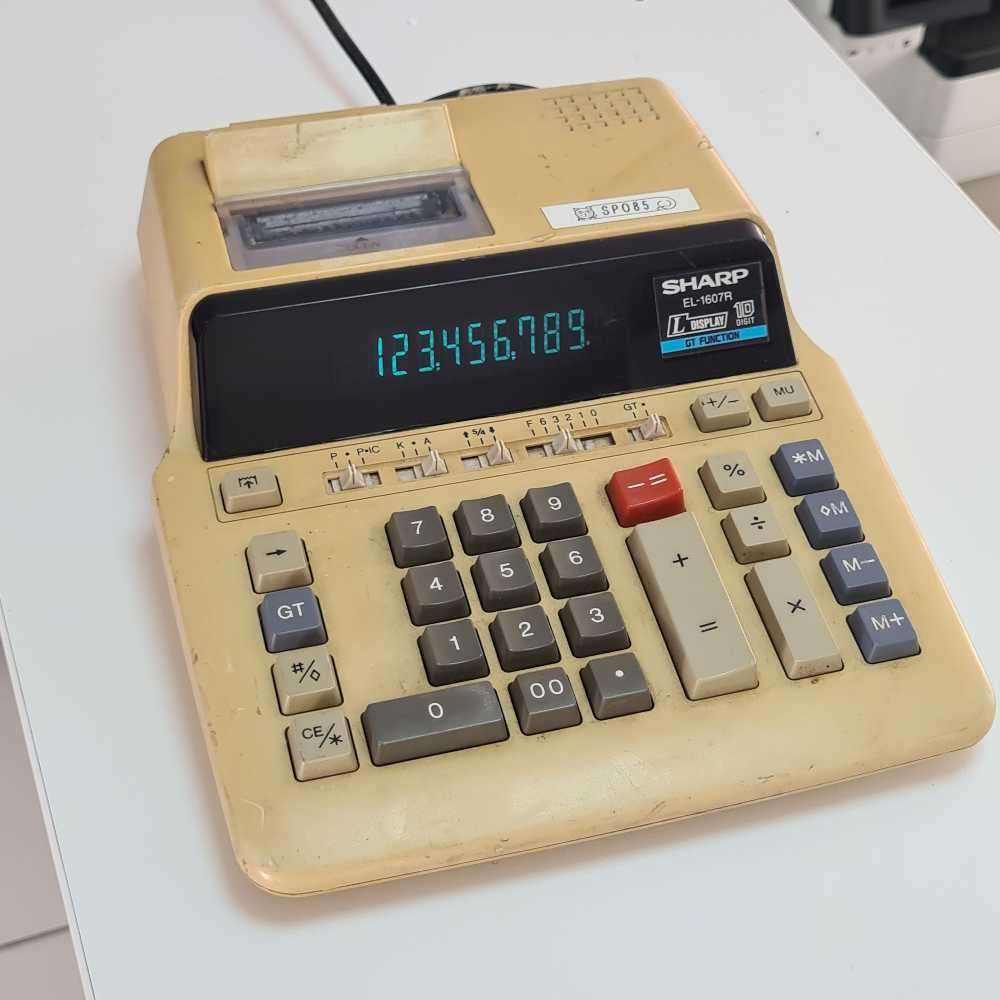 SP085
SHARP
EL-1607R
L DISPLAY 10 DIGIT
GT FUNCTION
123,456,789.
P • P•IC
K • A
⬆ 5/4 ⬇
F 6 3 2 1 0
GT •
+/−
MU
→
GT
#/◊
CE/*
7 8 9
4 5 6
1 2 3
0 00 •
−=
+
=
%
÷
×
*M
◊M
M−
M+